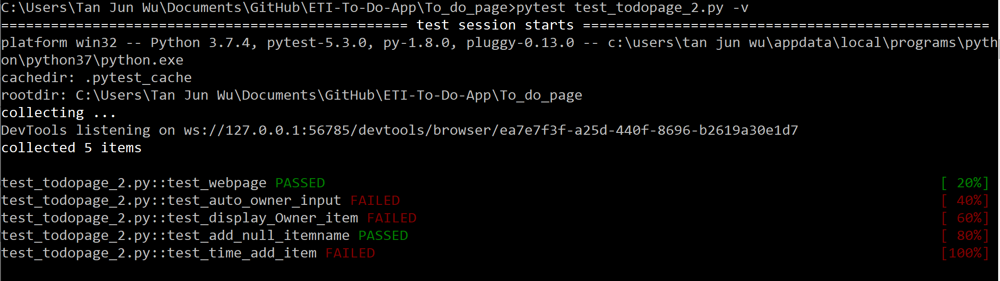 C:\Users\Tan Jun Wu\Documents\GitHub\ETI-To-Do-App\To_do_page>pytest test_todopage_2.py -v
================================================= test session starts =================================================
platform win32 -- Python 3.7.4, pytest-5.3.0, py-1.8.0, pluggy-0.13.0 -- c:\users\tan jun wu\appdata\local\programs\pyth
on\python37\python.exe
cachedir: .pytest_cache
rootdir: C:\Users\Tan Jun Wu\Documents\GitHub\ETI-To-Do-App\To_do_page
collecting ...
DevTools listening on ws://127.0.0.1:56785/devtools/browser/ea7e7f3f-a25d-440f-8696-b2619a30e1d7
collected 5 items
test_todopage_2.py::test_webpage PASSED [ 20%]
test_todopage_2.py::test_auto_owner_input FAILED [ 40%]
test_todopage_2.py::test_display_Owner_item FAILED [ 60%]
test_todopage_2.py::test_add_null_itemname PASSED [ 80%]
test_todopage_2.py::test_time_add_item FAILED [100%]